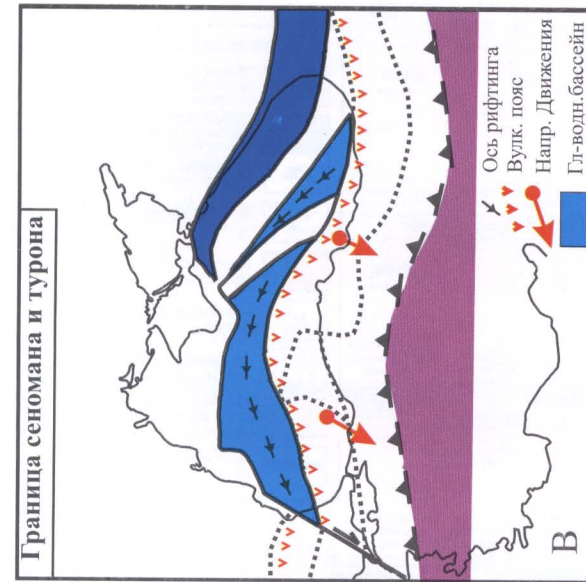 Граница сеномана и турона
Ось рифтинга
Вулк. пояс
Напр. Движения
Гл-водн.бассейн
В